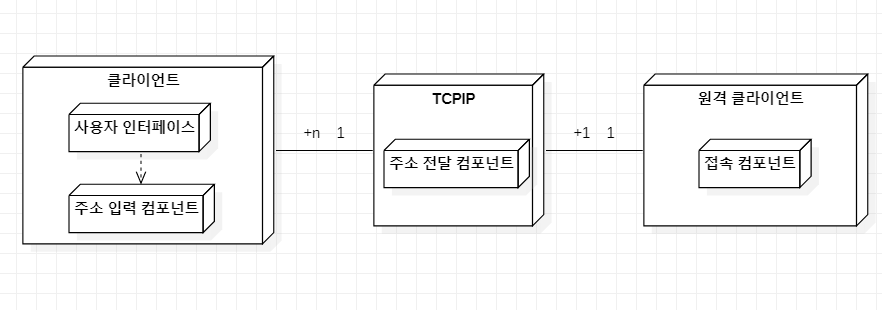 클라이언트
사용자 인터페이스
주소 입력 컴포넌트
+n 1
TCPIP
주소 전달 컴포넌트
+1 1
원격 클라이언트
접속 컴포넌트